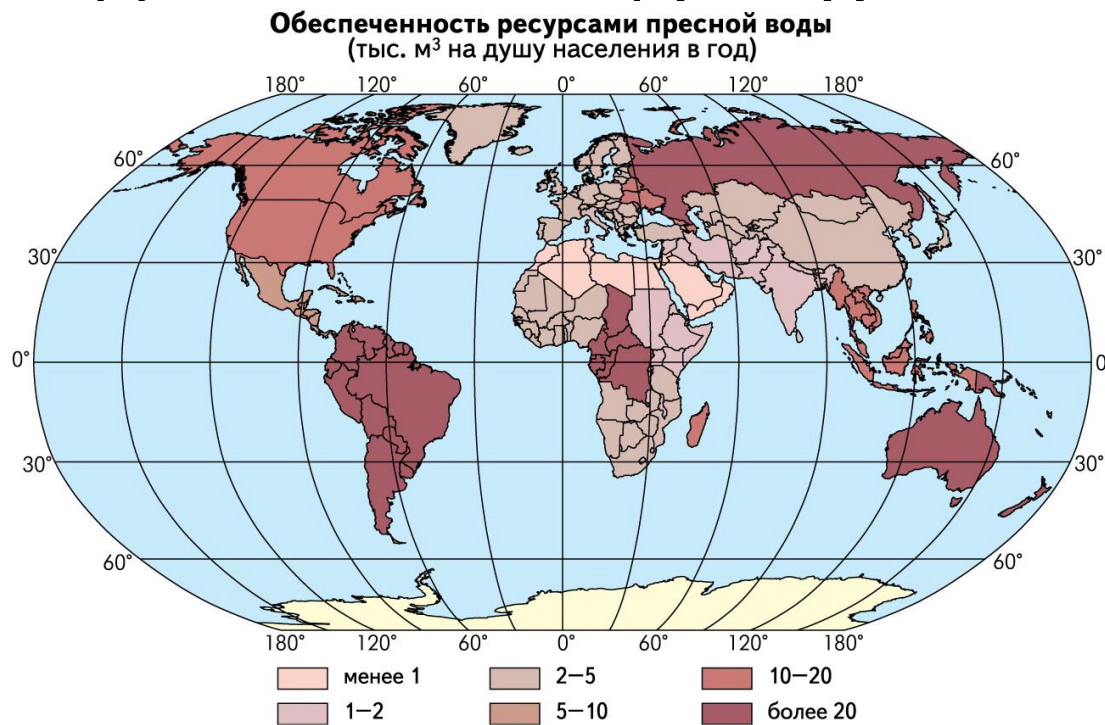 Обеспеченность ресурсами пресной воды
(тыс. м³ на душу населения в год)
180° 120° 60° 0° 60° 120° 180°
60° 60°
30° 30°
0° 0
30° 30°
60° 60°
180° 120° 60° 0° 60° 120° 180°
менее 1 2–5 10–20
1–2 5–10 более 20